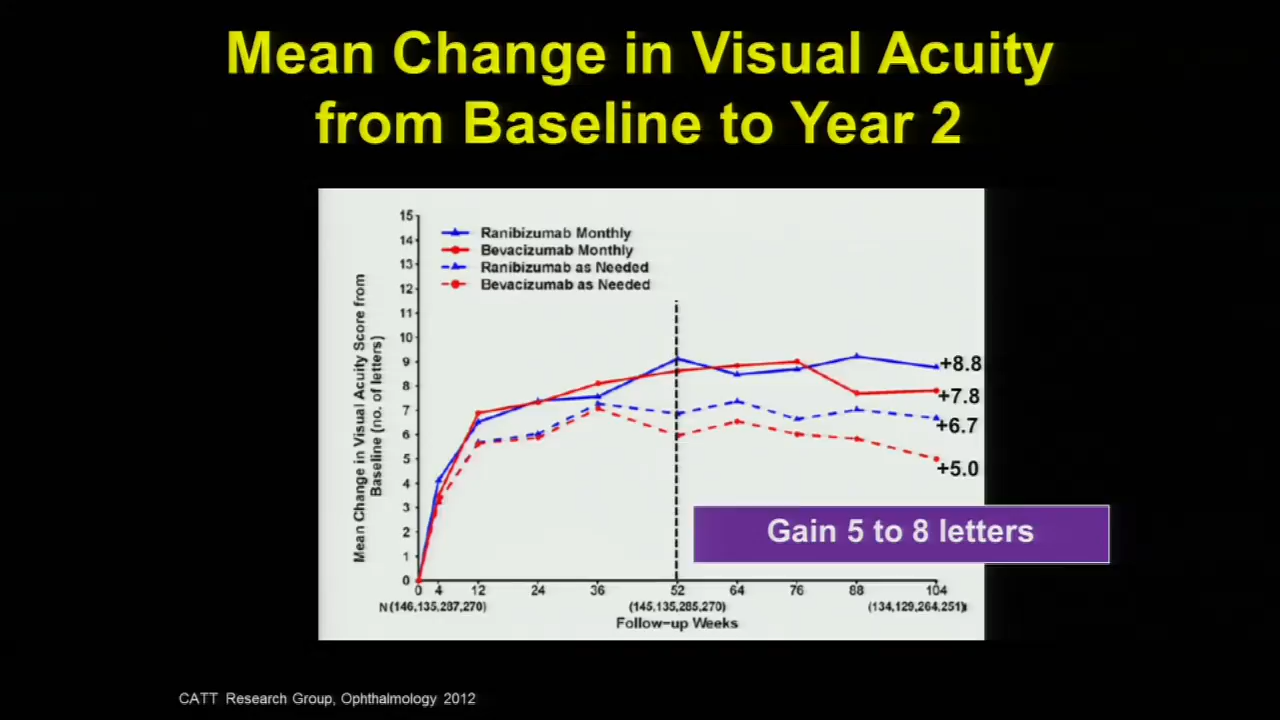 Mean Change in Visual Acuity
from Baseline to Year 2
Mean Change in Visual Acuity Score from
Baseline (no. of letters)
15
14
13
12
11
10
9
8
7
6
5
4
3
2
1
0
Ranibizumab Monthly
Bevacizumab Monthly
Ranibizumab as Needed
Bevacizumab as Needed
+8.8
+7.8
+6.7
+5.0
Gain 5 to 8 letters
0 4 12 24 36 52 64 76 88 104
N (146,135,287,270) (145,135,285,270) (134,129,264,251)
Follow-up Weeks
CATT Research Group, Ophthalmology 2012